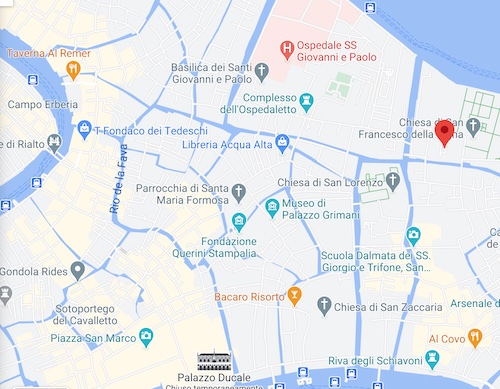 Ospedale SS
Giovanni e Paolo
Taverna Al Remer
Basilica dei Santi
Giovanni e Paolo
Campo Erberia
Complesso
dell'Ospedaletto
Chiesa di San
Francesco della
T Fondaco dei Tedeschi
Libreria Acqua Alta
e di Rialto
Rio de la Fava
Parrocchia di Santa
Maria Formosa
Chiesa di San Lorenzo
Museo di
Palazzo Grimani
Fondazione
Querini Stampalia
Scuola Dalmata dei SS.
Giorgio e Trifone, San...
Gondola Rides
Bacaro Risorto
Chiesa di San Zaccaria
Arsenale d
Sotoportego
del Cavalletto
Piazza San Marco
Al Covo
Riva degli Schiavoni
Palazzo Ducale
Chiuso temporaneamente